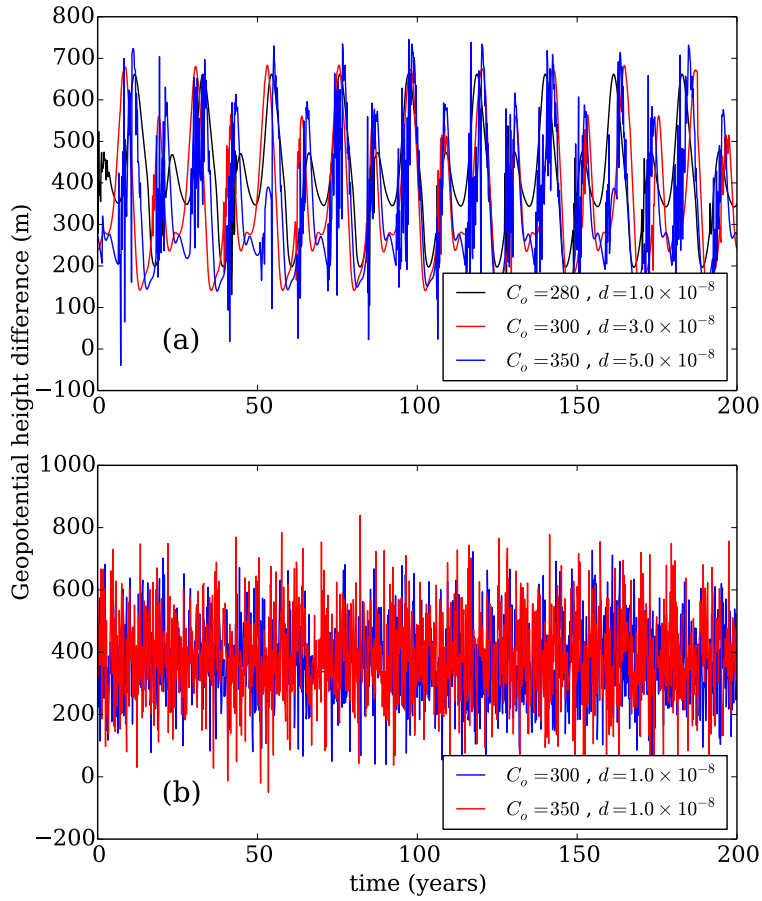 800
700
600
500
400
300
200
100
0
−100
0 50 100 150 200
(a)
C_o = 280 , d = 1.0 × 10^{-8}
C_o = 300 , d = 3.0 × 10^{-8}
C_o = 350 , d = 5.0 × 10^{-8}
Geopotential height difference (m)
1000
800
600
400
200
0
−200
0 50 100 150 200
(b)
C_o = 300 , d = 1.0 × 10^{-8}
C_o = 350 , d = 1.0 × 10^{-8}
time (years)